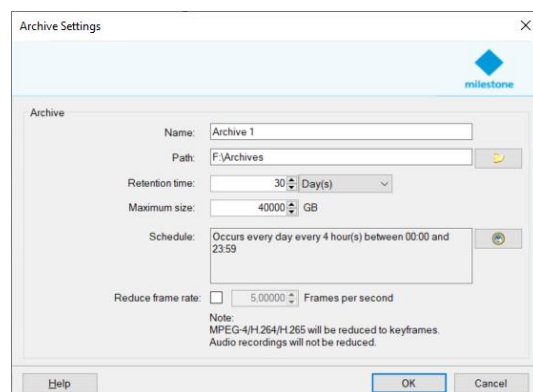 Archive Settings
milestone
Archive
Name: Archive 1
Path: F:\Archives
Retention time: 30 Day(s)
Maximum size: 40000 GB
Schedule: Occurs every day every 4 hour(s) between 00:00 and
23:59
Reduce frame rate: 5,00000 Frames per second
Note:
MPEG-4/H.264/H.265 will be reduced to keyframes.
Audio recordings will not be reduced.
Help OK Cancel